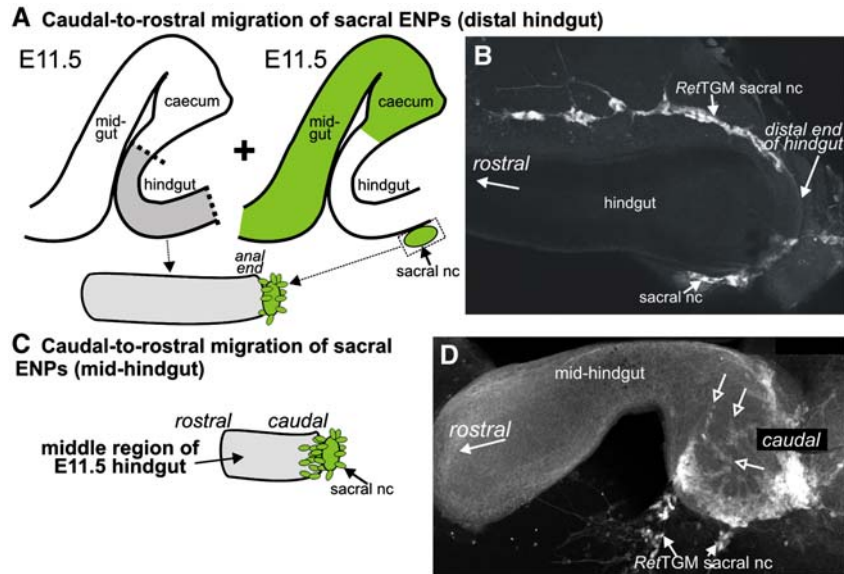 A Caudal-to-rostral migration of sacral ENPs (distal hindgut)
E11.5
mid-
gut
caecum
hindgut
+
E11.5
mid-
gut
caecum
hindgut
anal
end
sacral nc
B
RetTGM sacral nc
distal end
of hindgut
rostral
hindgut
sacral nc
C Caudal-to-rostral migration of sacral
ENPs (mid-hindgut)
rostral
caudal
middle region of
E11.5 hindgut
sacral nc
D
mid-hindgut
rostral
caudal
RetTGM sacral nc